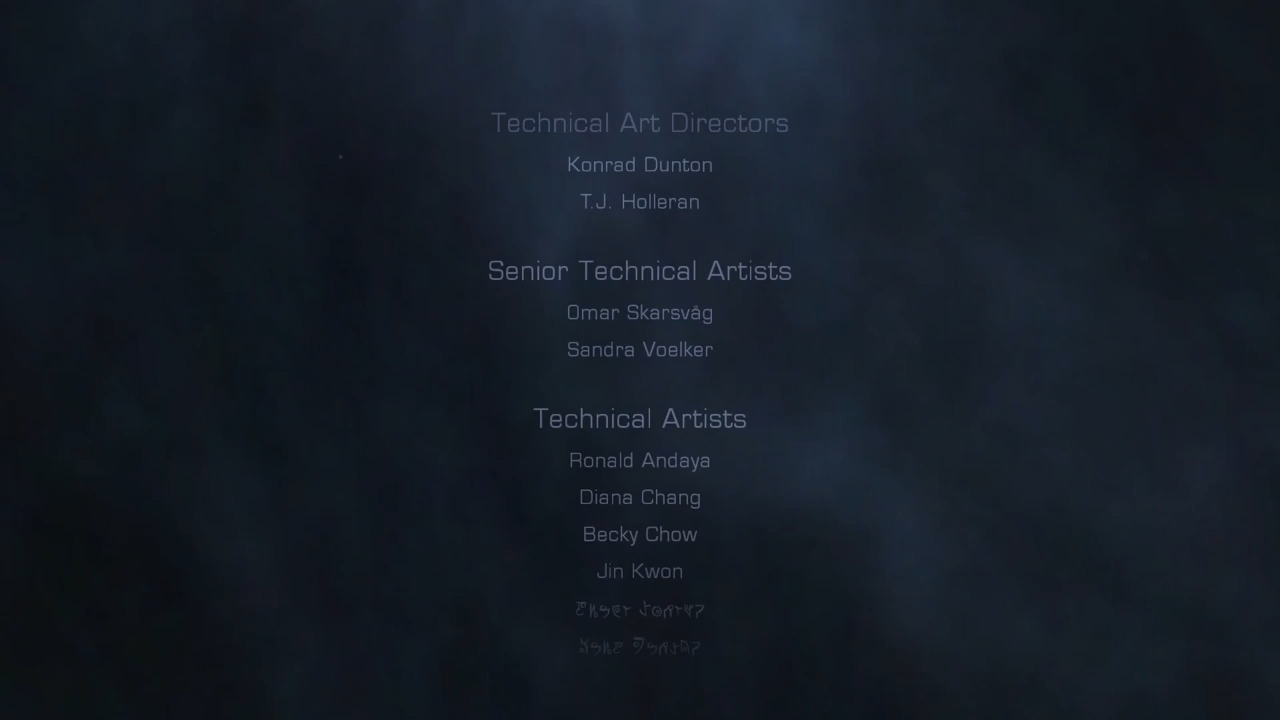 Technical Art Directors
Konrad Dunton
T.J. Holleran
Senior Technical Artists
Omar Skarsvåg
Sandra Voelker
Technical Artists
Ronald Andaya
Diana Chang
Becky Chow
Jin Kwon